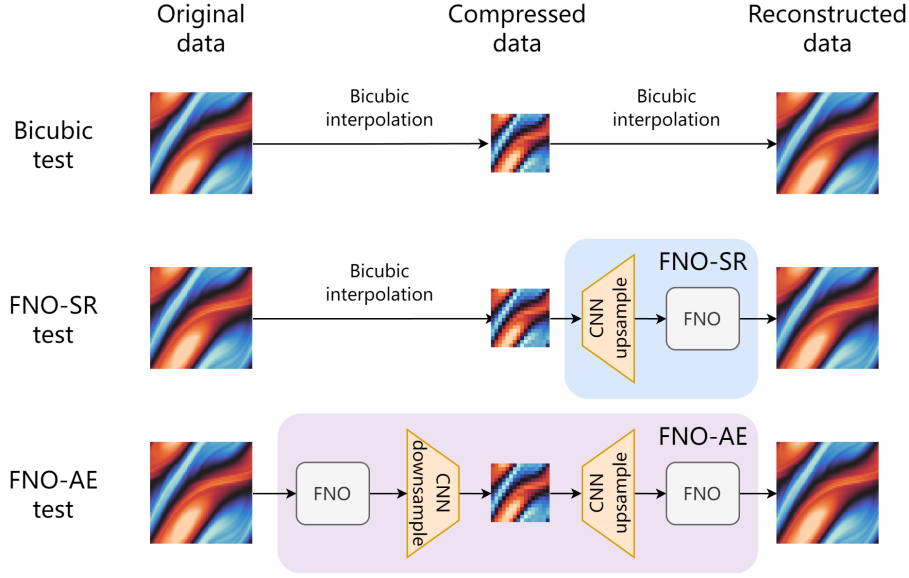 Original
data
Compressed
data
Reconstructed
data
Bicubic
test
Bicubic
interpolation
Bicubic
interpolation
FNO-SR
test
Bicubic
interpolation
FNO-SR
CNN
upsample
FNO
FNO-AE
test
FNO-AE
FNO
CNN
downsample
CNN
upsample
FNO